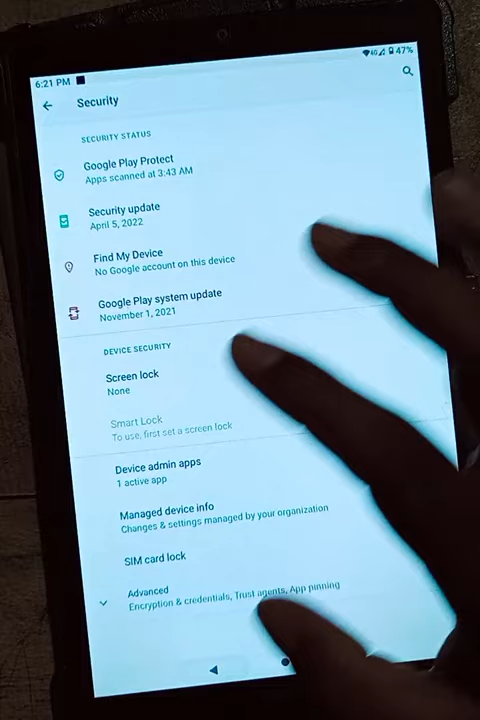 6:21 PM
4G 47%
Security
SECURITY STATUS
Google Play Protect
Apps scanned at 3:43 AM
Security update
April 5, 2022
Find My Device
No Google account on this device
Google Play system update
November 1, 2021
DEVICE SECURITY
Screen lock
None
Smart Lock
To use, first set a screen lock
Device admin apps
1 active app
Managed device info
Changes & settings managed by your organization
SIM card lock
Advanced
Encryption & credentials, Trust agents, App pinning